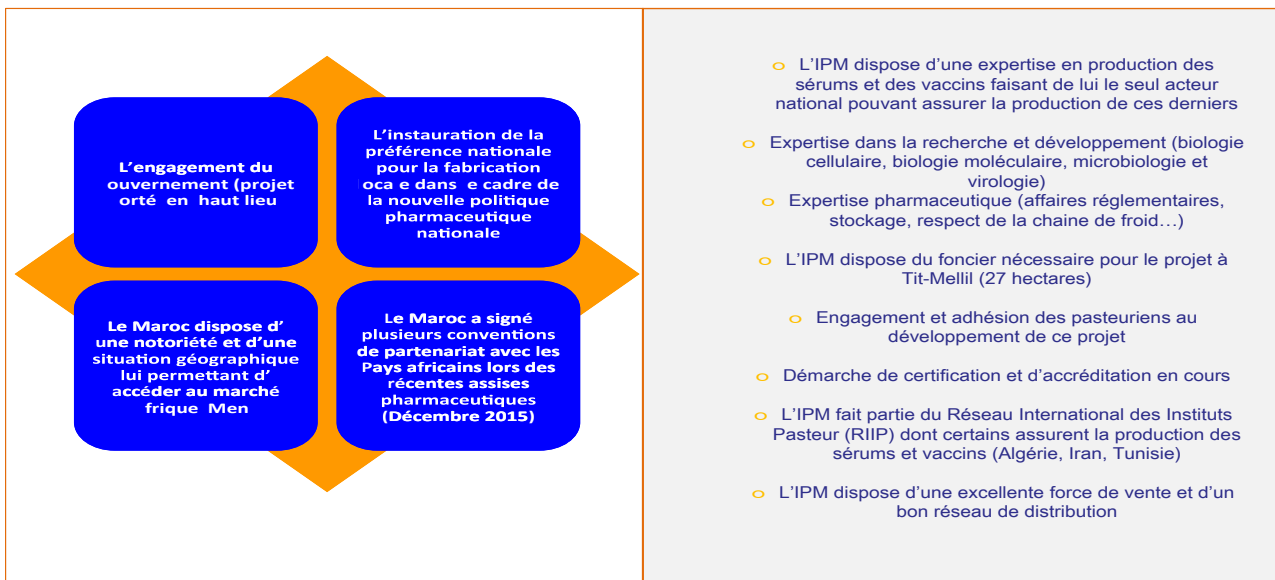 L'engagement du
ouvernement (projet
orté en haut lieu
L'instauration de la
préférence nationale
pour la fabrication
oca e dans e cadre de
la nouvelle politique
pharmaceutique
nationale
Le Maroc dispose d'
une notoriété et d'une
situation géographique
lui permettant d'
accéder au marché
frique Men
Le Maroc a signé
plusieurs conventions
de partenariat avec les
Pays africains lors des
récentes assises
pharmaceutiques
(Décembre 2015)
o L'IPM dispose d'une expertise en production des
sérums et des vaccins faisant de lui le seul acteur
national pouvant assurer la production de ces derniers
o Expertise dans la recherche et développement (biologie
cellulaire, biologie moléculaire, microbiologie et
virologie)
o Expertise pharmaceutique (affaires réglementaires,
stockage, respect de la chaine de froid…)
o L'IPM dispose du foncier nécessaire pour le projet à
Tit-Mellil (27 hectares)
o Engagement et adhésion des pasteuriens au
développement de ce projet
o Démarche de certification et d'accréditation en cours
o L'IPM fait partie du Réseau International des Instituts
Pasteur (RIIP) dont certains assurent la production des
sérums et vaccins (Algérie, Iran, Tunisie)
o L'IPM dispose d'une excellente force de vente et d'un
bon réseau de distribution